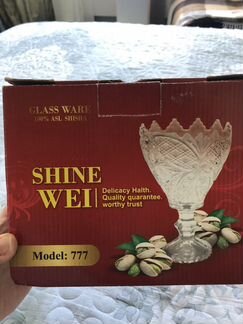 GLASS WARE
100% ASL SHISHA
SHINE
WEI
Delicacy Halth.
Quality guarantee.
worthy trust
Model: 777